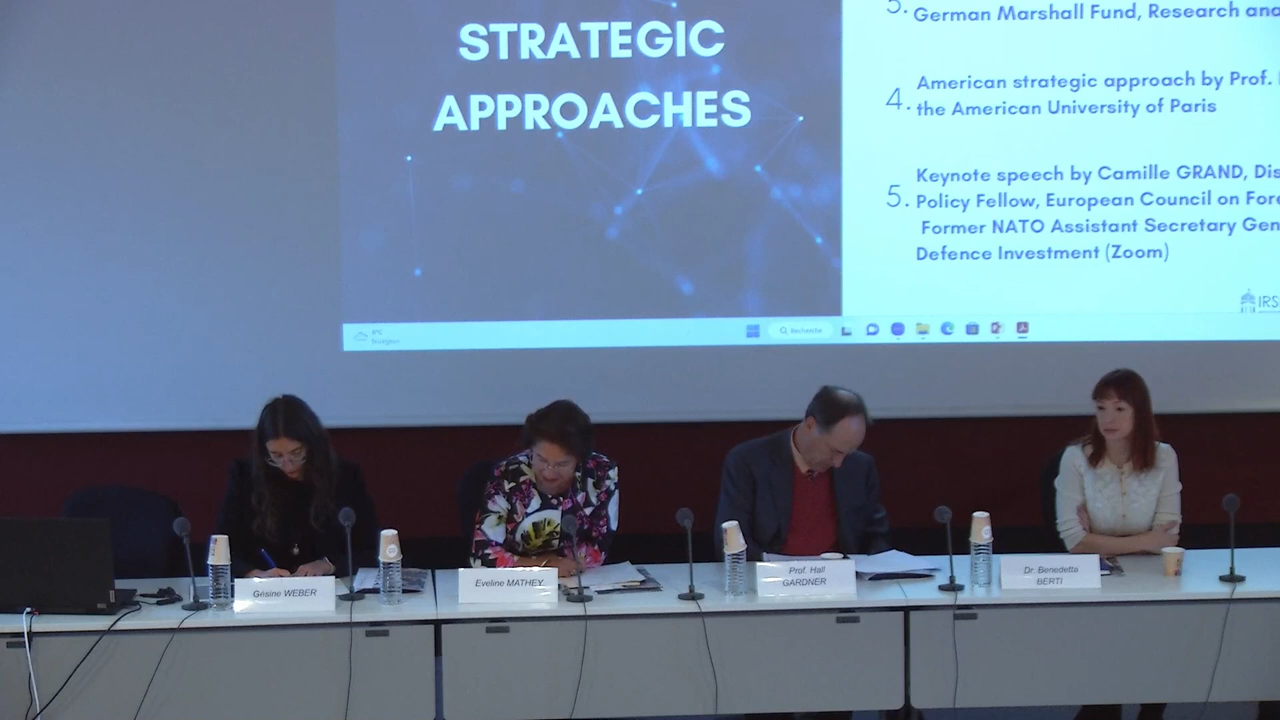 STRATEGIC
APPROACHES
German Marshall Fund, Research and
4.
American strategic approach by Prof.
the American University of Paris
5.
Keynote speech by Camille GRAND,
Policy Fellow, European Council on
Former NATO Assistant Secretary
Defence Investment (Zoom)
IRS
Recherche
Gésine WEBER
Eveline MATHEY
Prof. Hall
GARDNER
Dr. Benedetta
BERTI